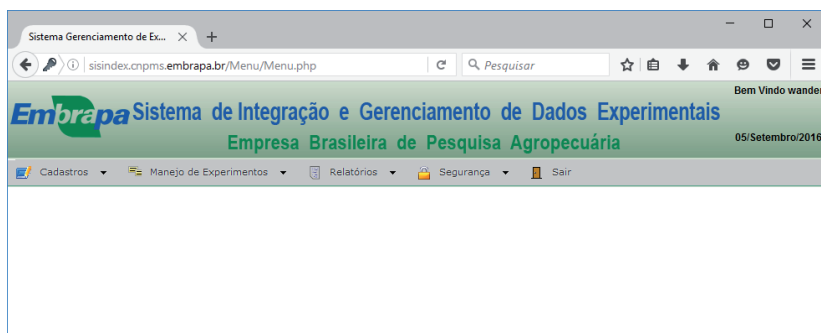 Sistema Gerenciamento de Ex...
sisindex.cnpms.embrapa.br/Menu/Menu.php
Pesquisar
Bem Vindo wander
Embrapa
Sistema de Integração e Gerenciamento de Dados Experimentais
Empresa Brasileira de Pesquisa Agropecuária
05/Setembro/2016
Cadastros Manejo de Experimentos Relatórios Segurança Sair